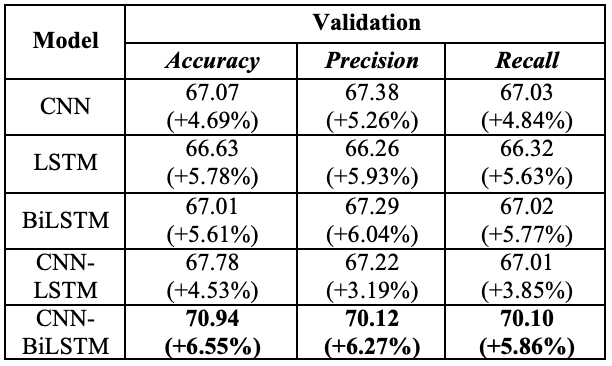 Model
Validation
Accuracy Precision Recall
CNN
67.07 67.38 67.03
(+4.69%) (+5.26%) (+4.84%)
LSTM
66.63 66.26 66.32
(+5.78%) (+5.93%) (+5.63%)
BiLSTM
67.01 67.29 67.02
(+5.61%) (+6.04%) (+5.77%)
CNN- 67.78 67.22 67.01
LSTM (+4.53%) (+3.19%) (+3.85%)
CNN- 70.94 70.12 70.10
BiLSTM (+6.55%) (+6.27%) (+5.86%)